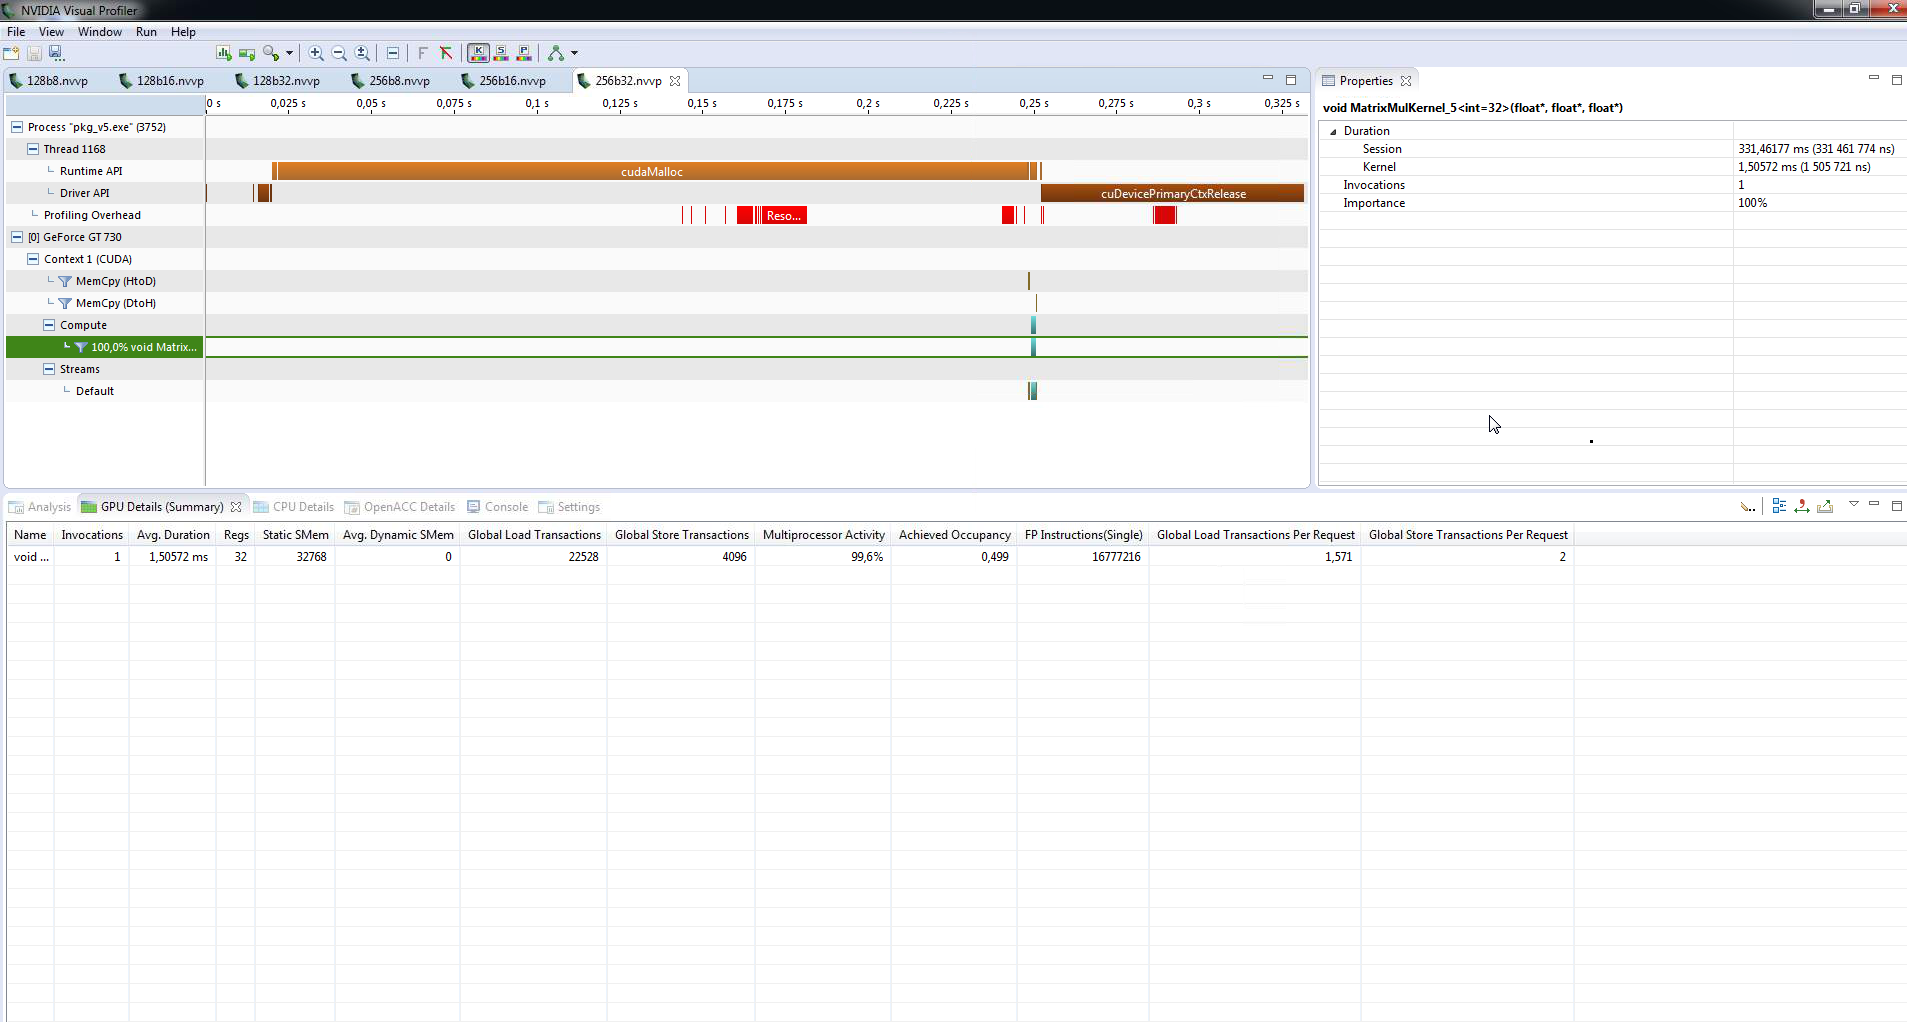 NVIDIA Visual Profiler
File View Window Run Help
128b8.nvvp 128b16.nvvp 128b32.nvvp 256b8.nvvp 256b16.nvvp 256b32.nvvp
0 s 0,025 s 0,05 s 0,075 s 0,1 s 0,125 s 0,15 s 0,175 s 0,2 s 0,225 s 0,25 s 0,275 s 0,3 s 0,325 s
Process "pkg_v5.exe" (3752)
Thread 1168
Runtime API cudaMalloc
Driver API cuDevicePrimaryCtxRelease
Profiling Overhead Reso...
[0] GeForce GT 730
Context 1 (CUDA)
MemCpy (HtoD)
MemCpy (DtoH)
Compute
100,0% void Matrix...
Streams
Default
Properties
void MatrixMulKernel_5<int=32>(float*, float*, float*)
Duration
Session 331,46177 ms (331 461 774 ns)
Kernel 1,50572 ms (1 505 721 ns)
Invocations 1
Importance 100%
Analysis GPU Details (Summary) CPU Details OpenACC Details Console Settings
Name Invocations Avg. Duration Regs Static SMem Avg. Dynamic SMem Global Load Transactions Global Store Transactions Multiprocessor Activity Achieved Occupancy FP Instructions(Single) Global Load Transactions Per Request Global Store Transactions Per Request
void ... 1 1,50572 ms 32 32768 0 22528 4096 99,6% 0,499 16777216 1,571 2